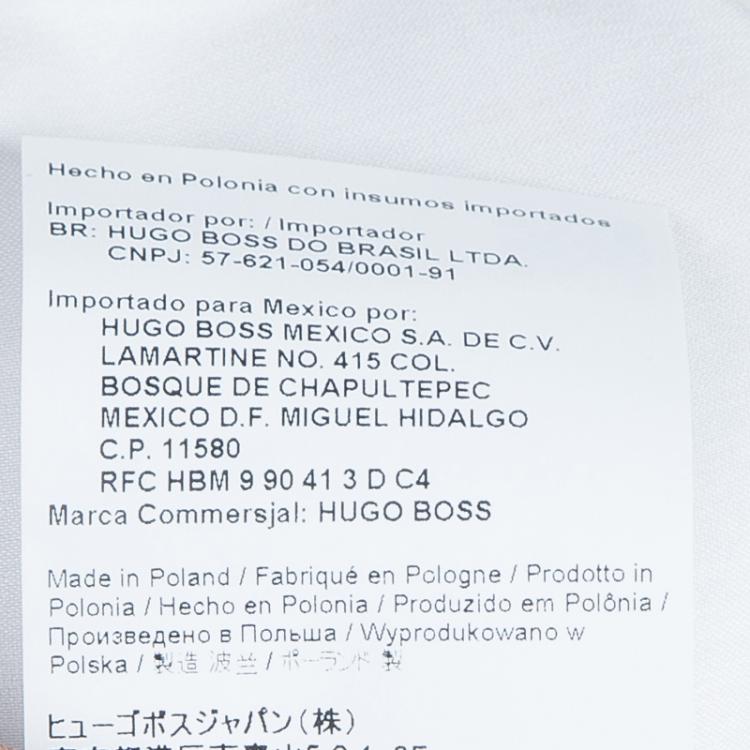 Hecho en Polonia con insumos importados
Importador por: / Importador
BR: HUGO BOSS DO BRASIL LTDA.
CNPJ: 57-621-054/0001-91
Importado para Mexico por:
HUGO BOSS MEXICO S.A. DE C.V.
LAMARTINE NO. 415 COL.
BOSQUE DE CHAPULTEPEC
MEXICO D.F. MIGUEL HIDALGO
C.P. 11580
RFC HBM 9 90 41 3 D C4
Marca Commersjal: HUGO BOSS
Made in Poland / Fabriqué en Pologne / Prodotto in
Polonia / Hecho en Polonia / Produzido em Polônia /
Произведено в Польша / Wyprodukowano w
Polska / 製造 波兰 / ポーランド 製
ヒューゴボスジャパン(株)